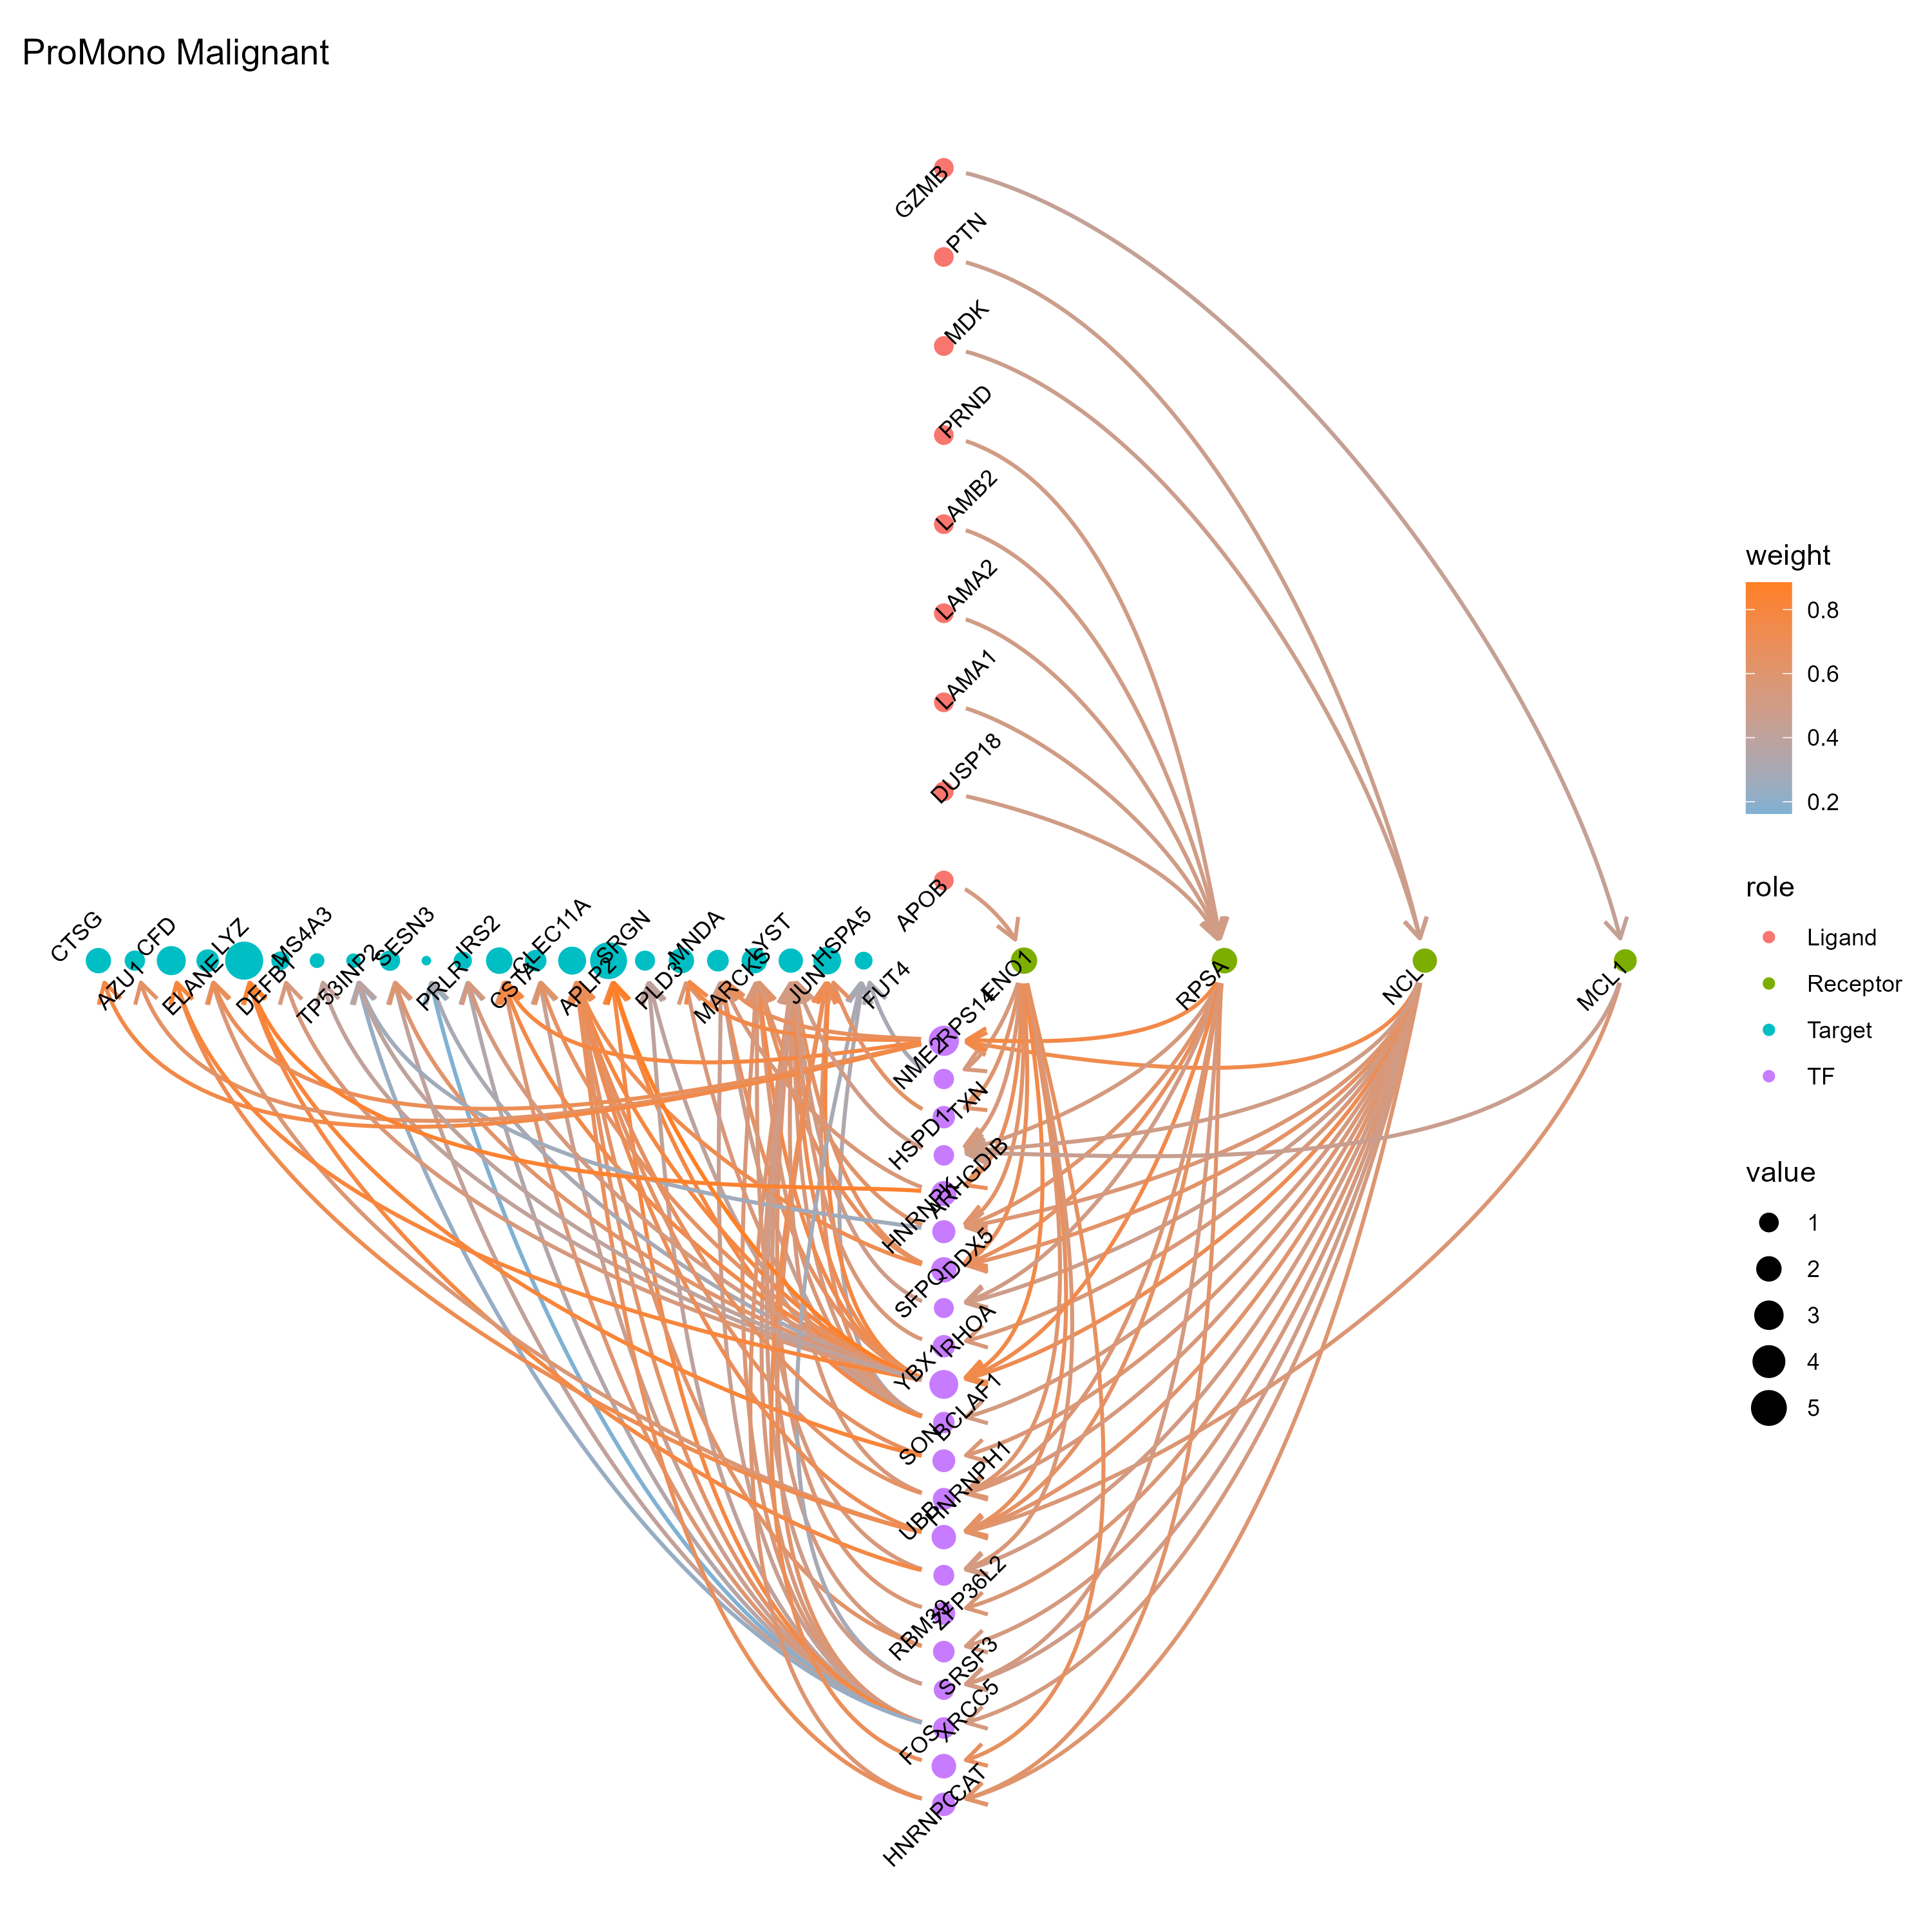 ProMono Malignant
GZMB
PTN
MDK
PRND
LAMB2
LAMA2
LAMA1
DUSP18
APOB
CTSG
AZU1
CFD
ELANE
LYZ
DEFB1
MS4A3
TP53INP2
SESN3
PRLR
IRS2
CSTA
CLEC11A
APLP2
SRGN
PLD3
MNDA
MARCKS
LYST
JUN
HSPA5
FUT4
ENO1
RPSA
NCL
MCL1
RPS14
NME2
TXN
HSPD1
ARHGDIB
HNRNPK
DDX5
SFPQ
RHOA
YBX1
BCLAF1
SON
HNRNPH1
UBB
ZFP36L2
RBM39
SRSF3
XRCC5
FOS
CAT
HNRNPC
weight
0.8
0.6
0.4
0.2
role
Ligand
Receptor
Target
TF
value
1
2
3
4
5